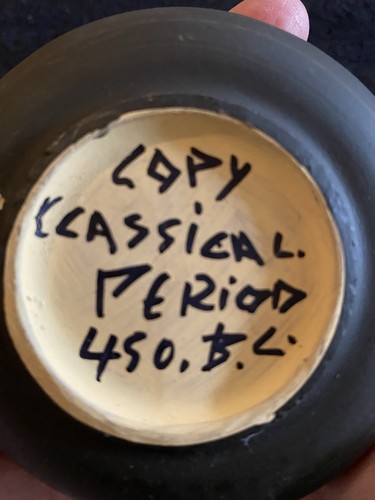 COPY
CLASSiCAL.
PERiOD
450.B.C.